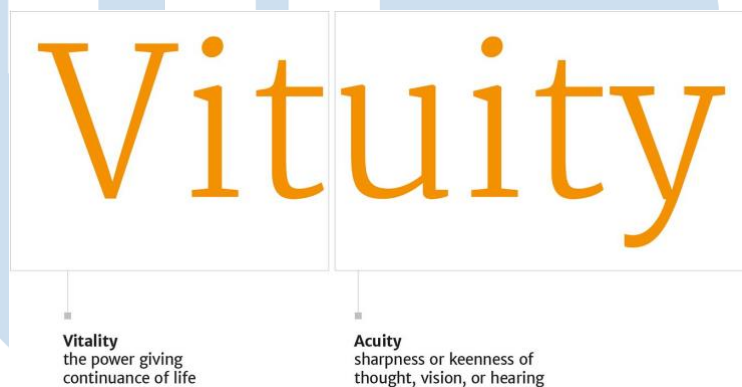 Vituity
Vitality
the power giving
continuance of life
Acuity
sharpness or keenness of
thought, vision, or hearing